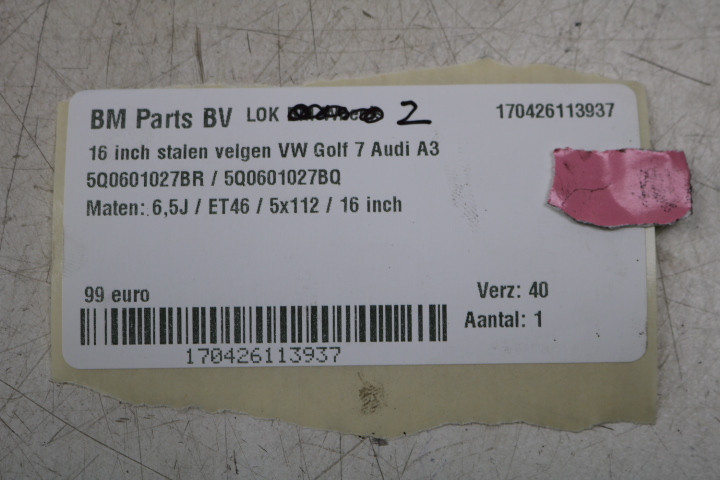 BM Parts BV LOK 2 170426113937
16 inch stalen velgen VW Golf 7 Audi A3
5Q0601027BR / 5Q0601027BQ
Maten: 6,5J / ET46 / 5x112 / 16 inch
99 euro Verz: 40
Aantal: 1
170426113937